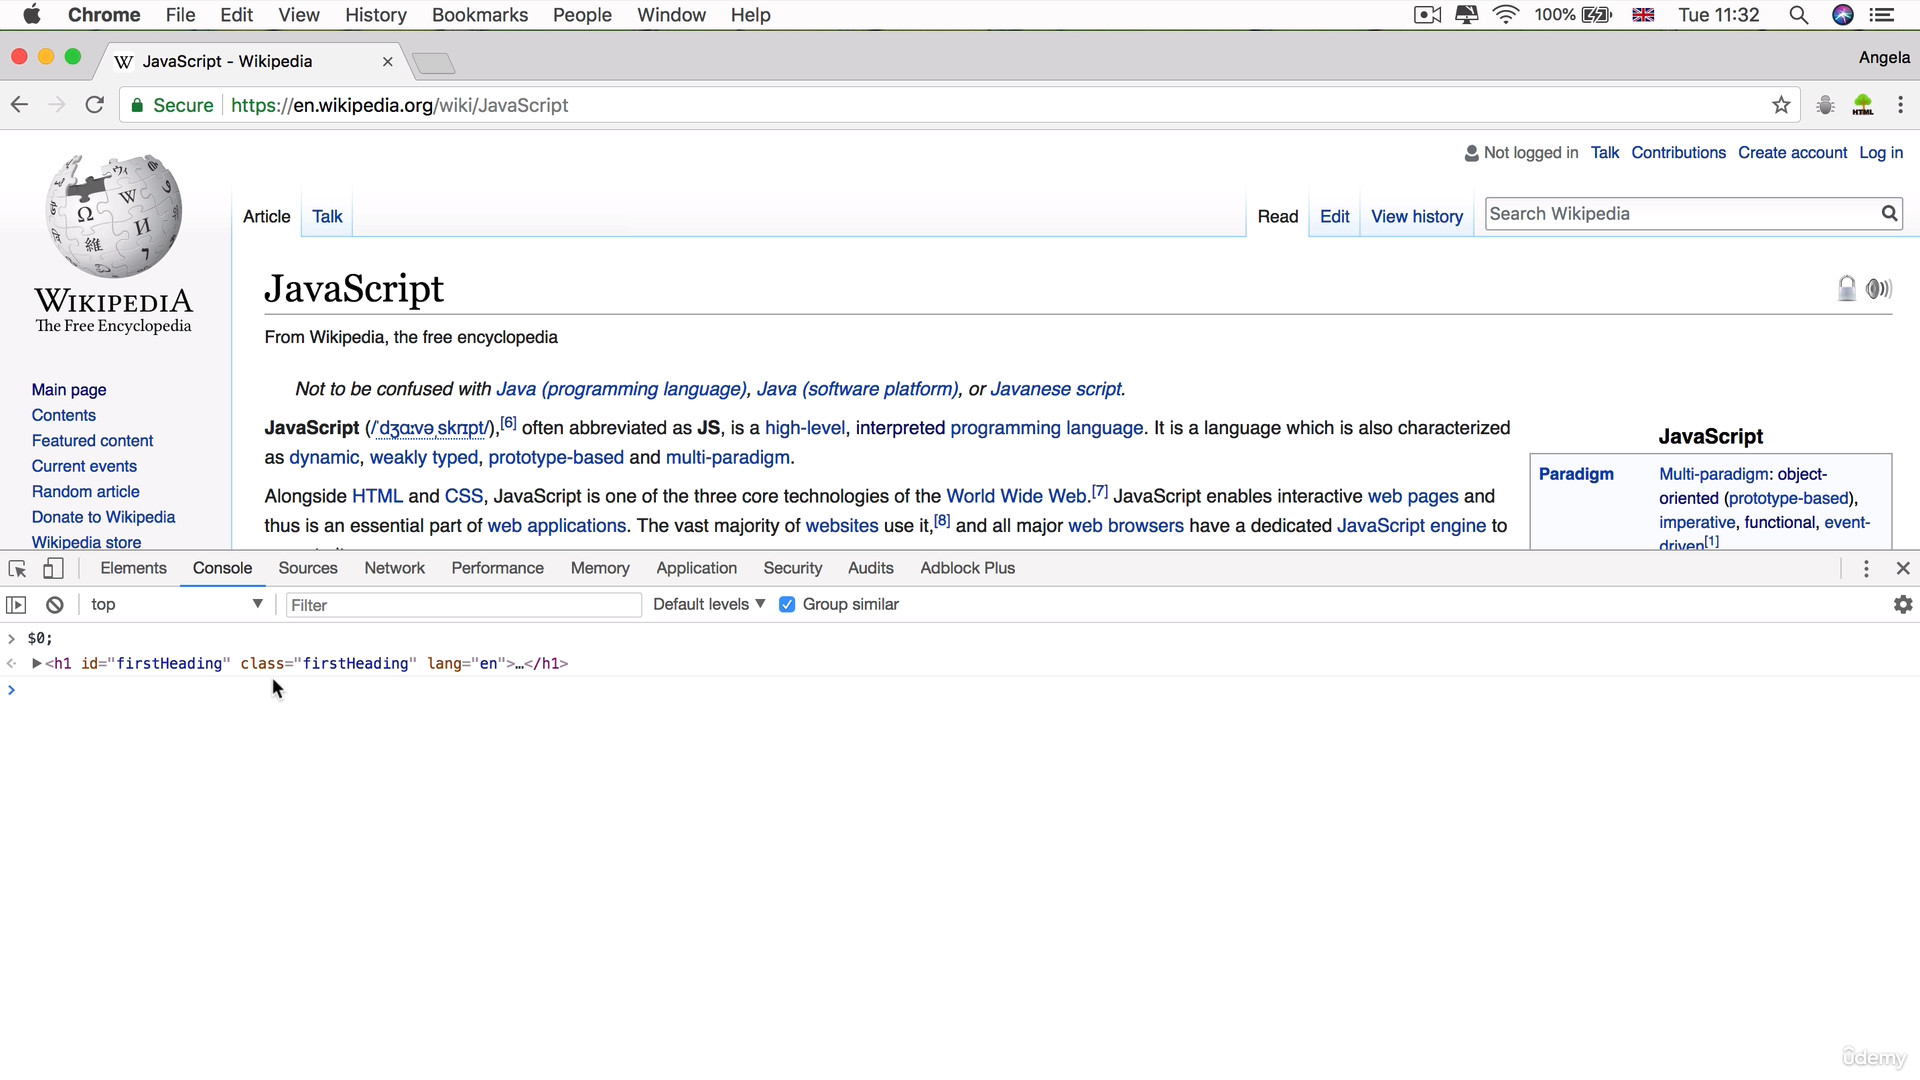 Chrome File Edit View History Bookmarks People Window Help 100% Tue 11:32
JavaScript - Wikipedia Angela
Secure https://en.wikipedia.org/wiki/JavaScript HTML
Not logged in Talk Contributions Create account Log in
Article Talk Read Edit View history Search Wikipedia
Ω W И 維
WIKIPEDIA
The Free Encyclopedia
Main page
Contents
Featured content
Current events
Random article
Donate to Wikipedia
Wikipedia store
JavaScript
From Wikipedia, the free encyclopedia
Not to be confused with Java (programming language), Java (software platform), or Javanese script.
JavaScript (/ˈdʒɑːvəˌskrɪpt/),[6] often abbreviated as JS, is a high-level, interpreted programming language. It is a language which is also characterized
as dynamic, weakly typed, prototype-based and multi-paradigm.
Alongside HTML and CSS, JavaScript is one of the three core technologies of the World Wide Web.[7] JavaScript enables interactive web pages and
thus is an essential part of web applications. The vast majority of websites use it,[8] and all major web browsers have a dedicated JavaScript engine to
JavaScript
Paradigm Multi-paradigm: object-
oriented (prototype-based),
imperative, functional, event-
driven[1]
Elements Console Sources Network Performance Memory Application Security Audits Adblock Plus
top Filter Default levels Group similar
> $0;
<h1 id="firstHeading" class="firstHeading" lang="en">…</h1>
>
ûdemy